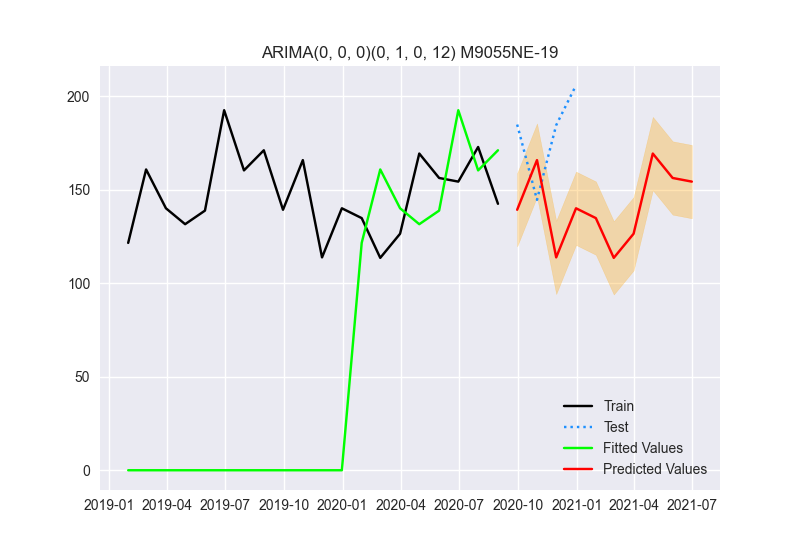 ARIMA(0, 0, 0)(0, 1, 0, 12) M9055NE-19
200
150
100
50
0
Train
Test
Fitted Values
Predicted Values
2019-01 2019-04 2019-07 2019-10 2020-01 2020-04 2020-07 2020-10 2021-01 2021-04 2021-07